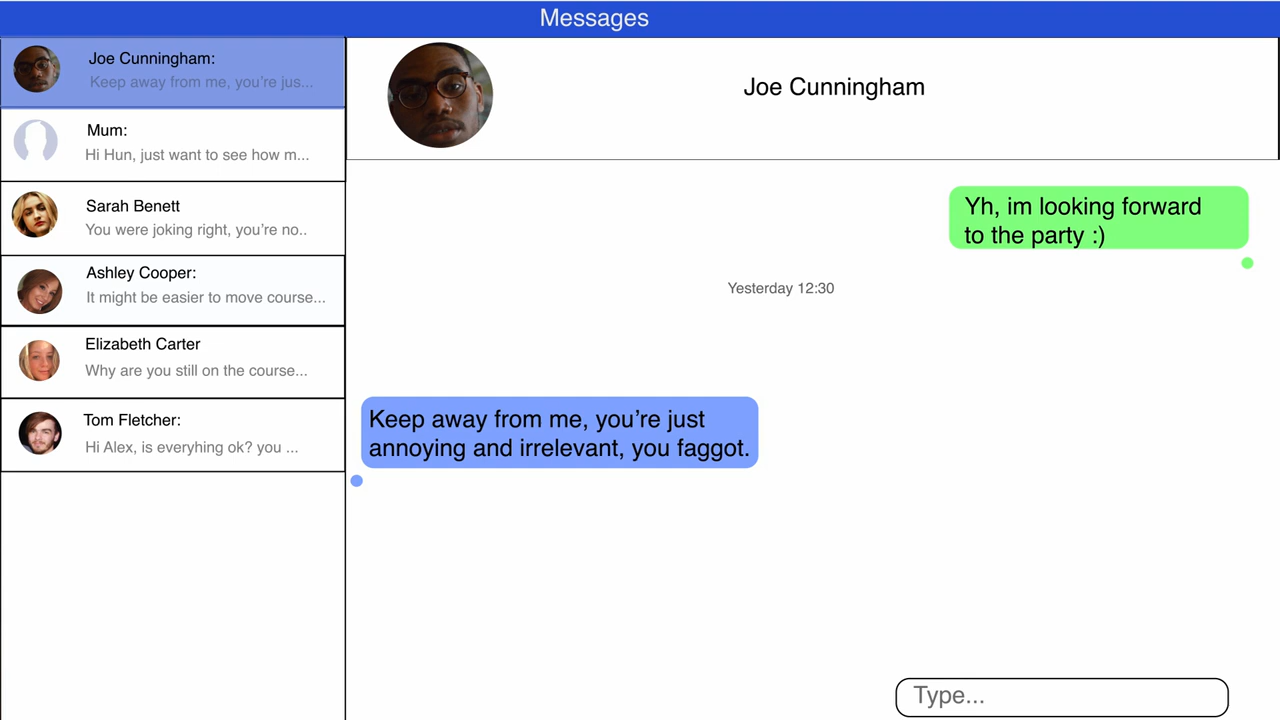 Messages
Joe Cunningham:
Keep away from me, you’re jus...
Mum:
Hi Hun, just want to see how m...
Sarah Benett
You were joking right, you’re no..
Ashley Cooper:
It might be easier to move course...
Elizabeth Carter
Why are you still on the course...
Tom Fletcher:
Hi Alex, is everyhing ok? you ...
Joe Cunningham
Yh, im looking forward
to the party :)
Yesterday 12:30
Keep away from me, you’re just
annoying and irrelevant, you faggot.
Type...